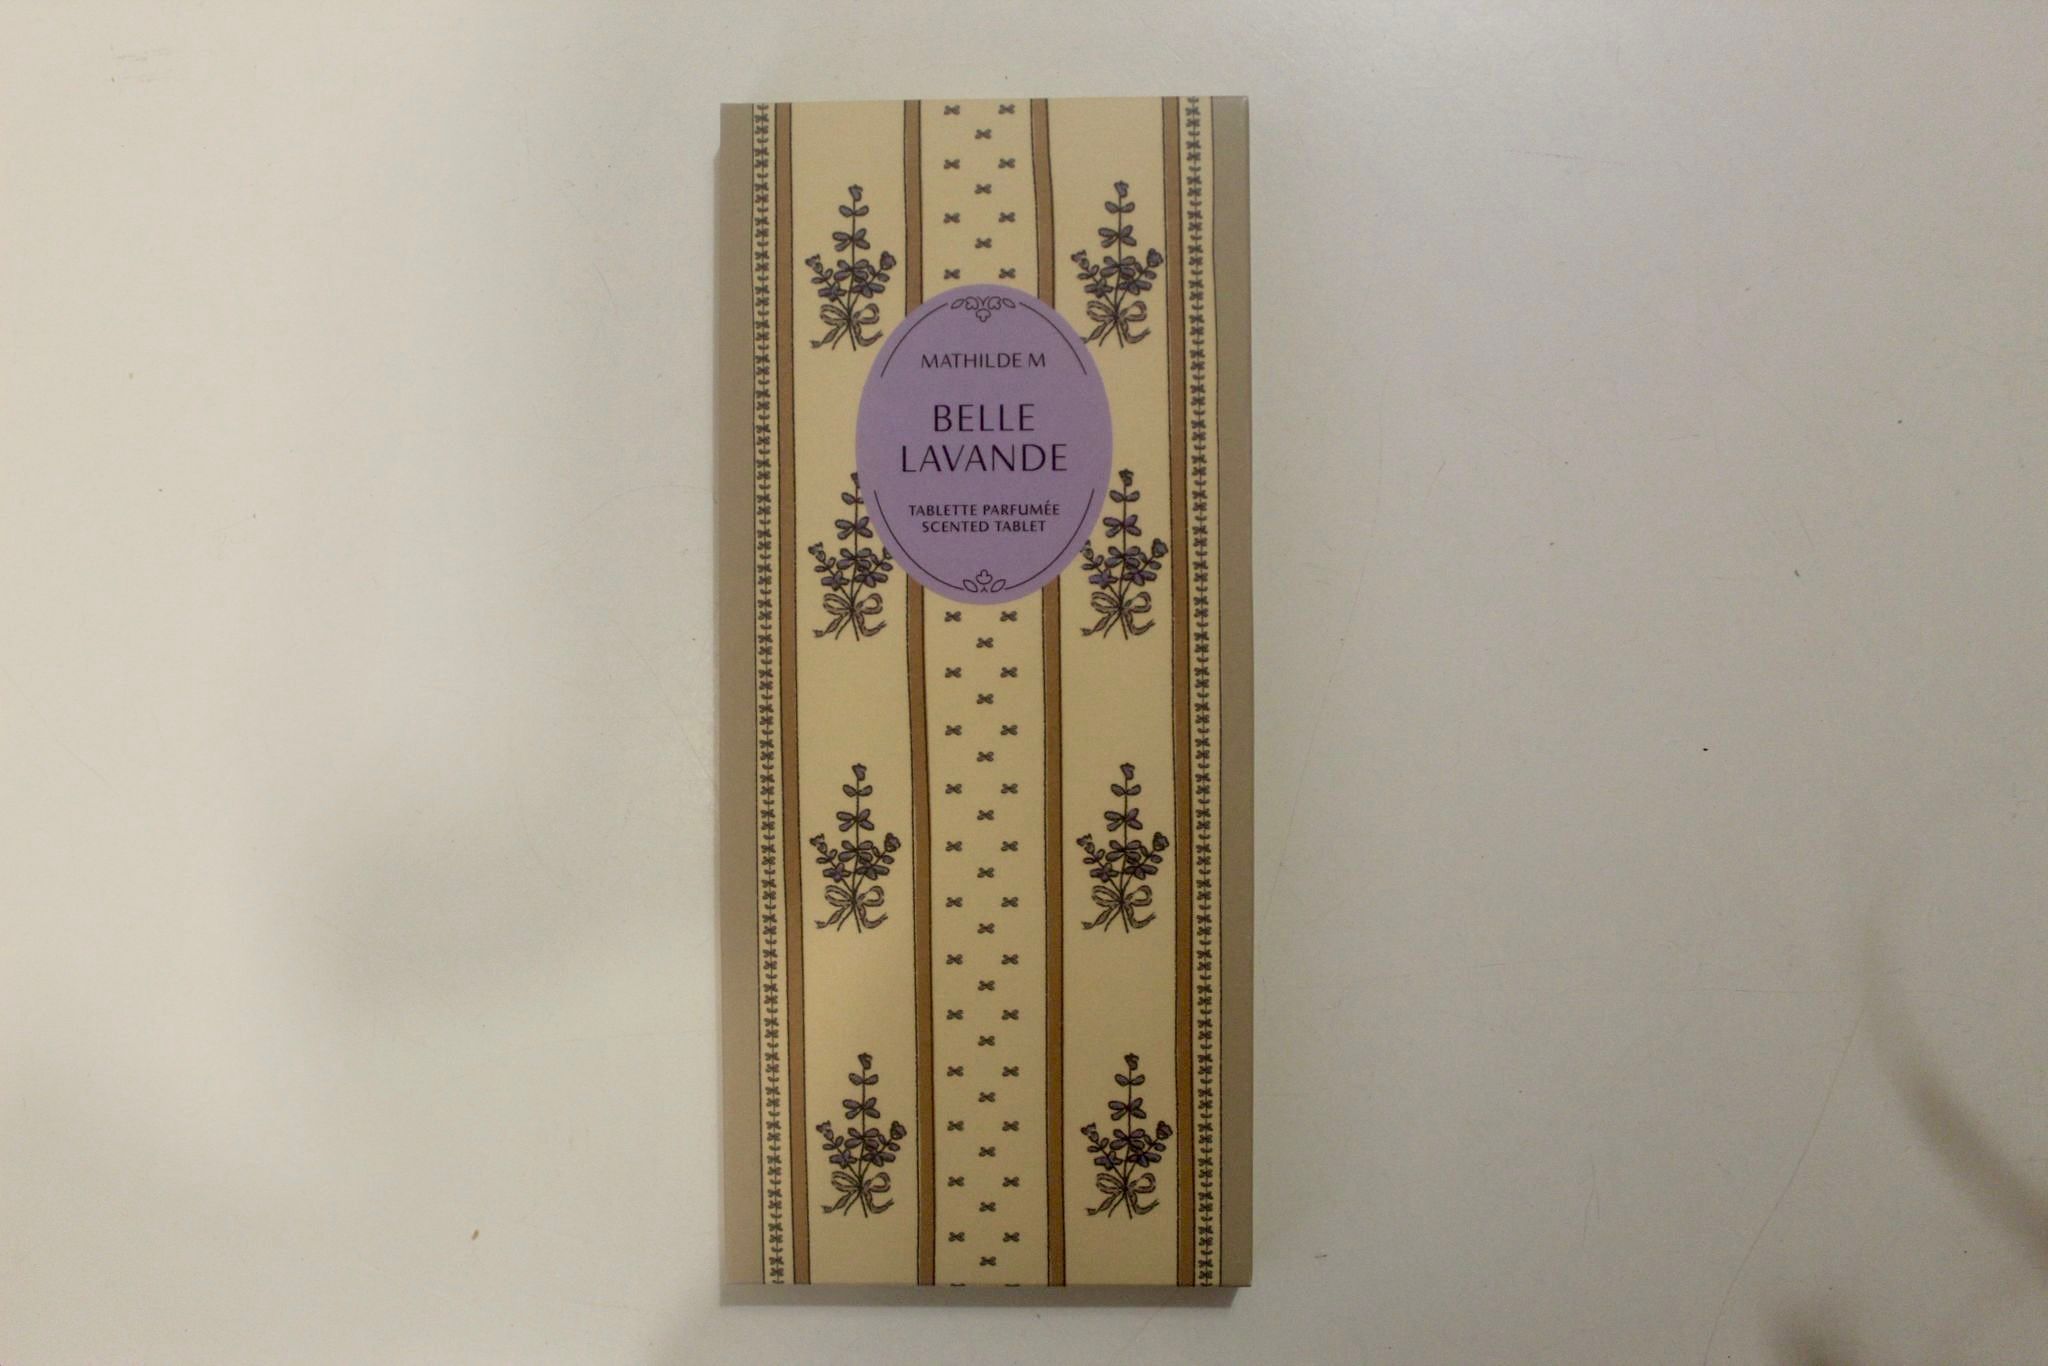 MATHILDE M
BELLE
LAVANDE
TABLETTE PARFUMÉE
SCENTED TABLET